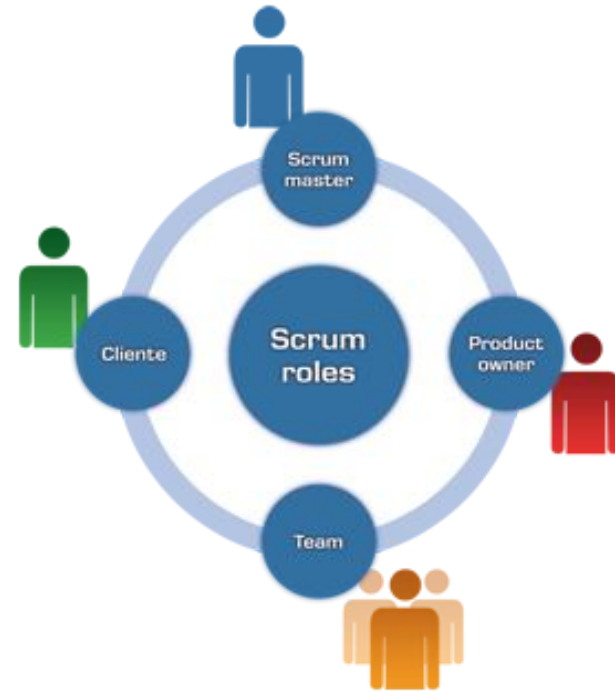 Scrum
master
Cliente
Scrum
roles
Product
owner
Team